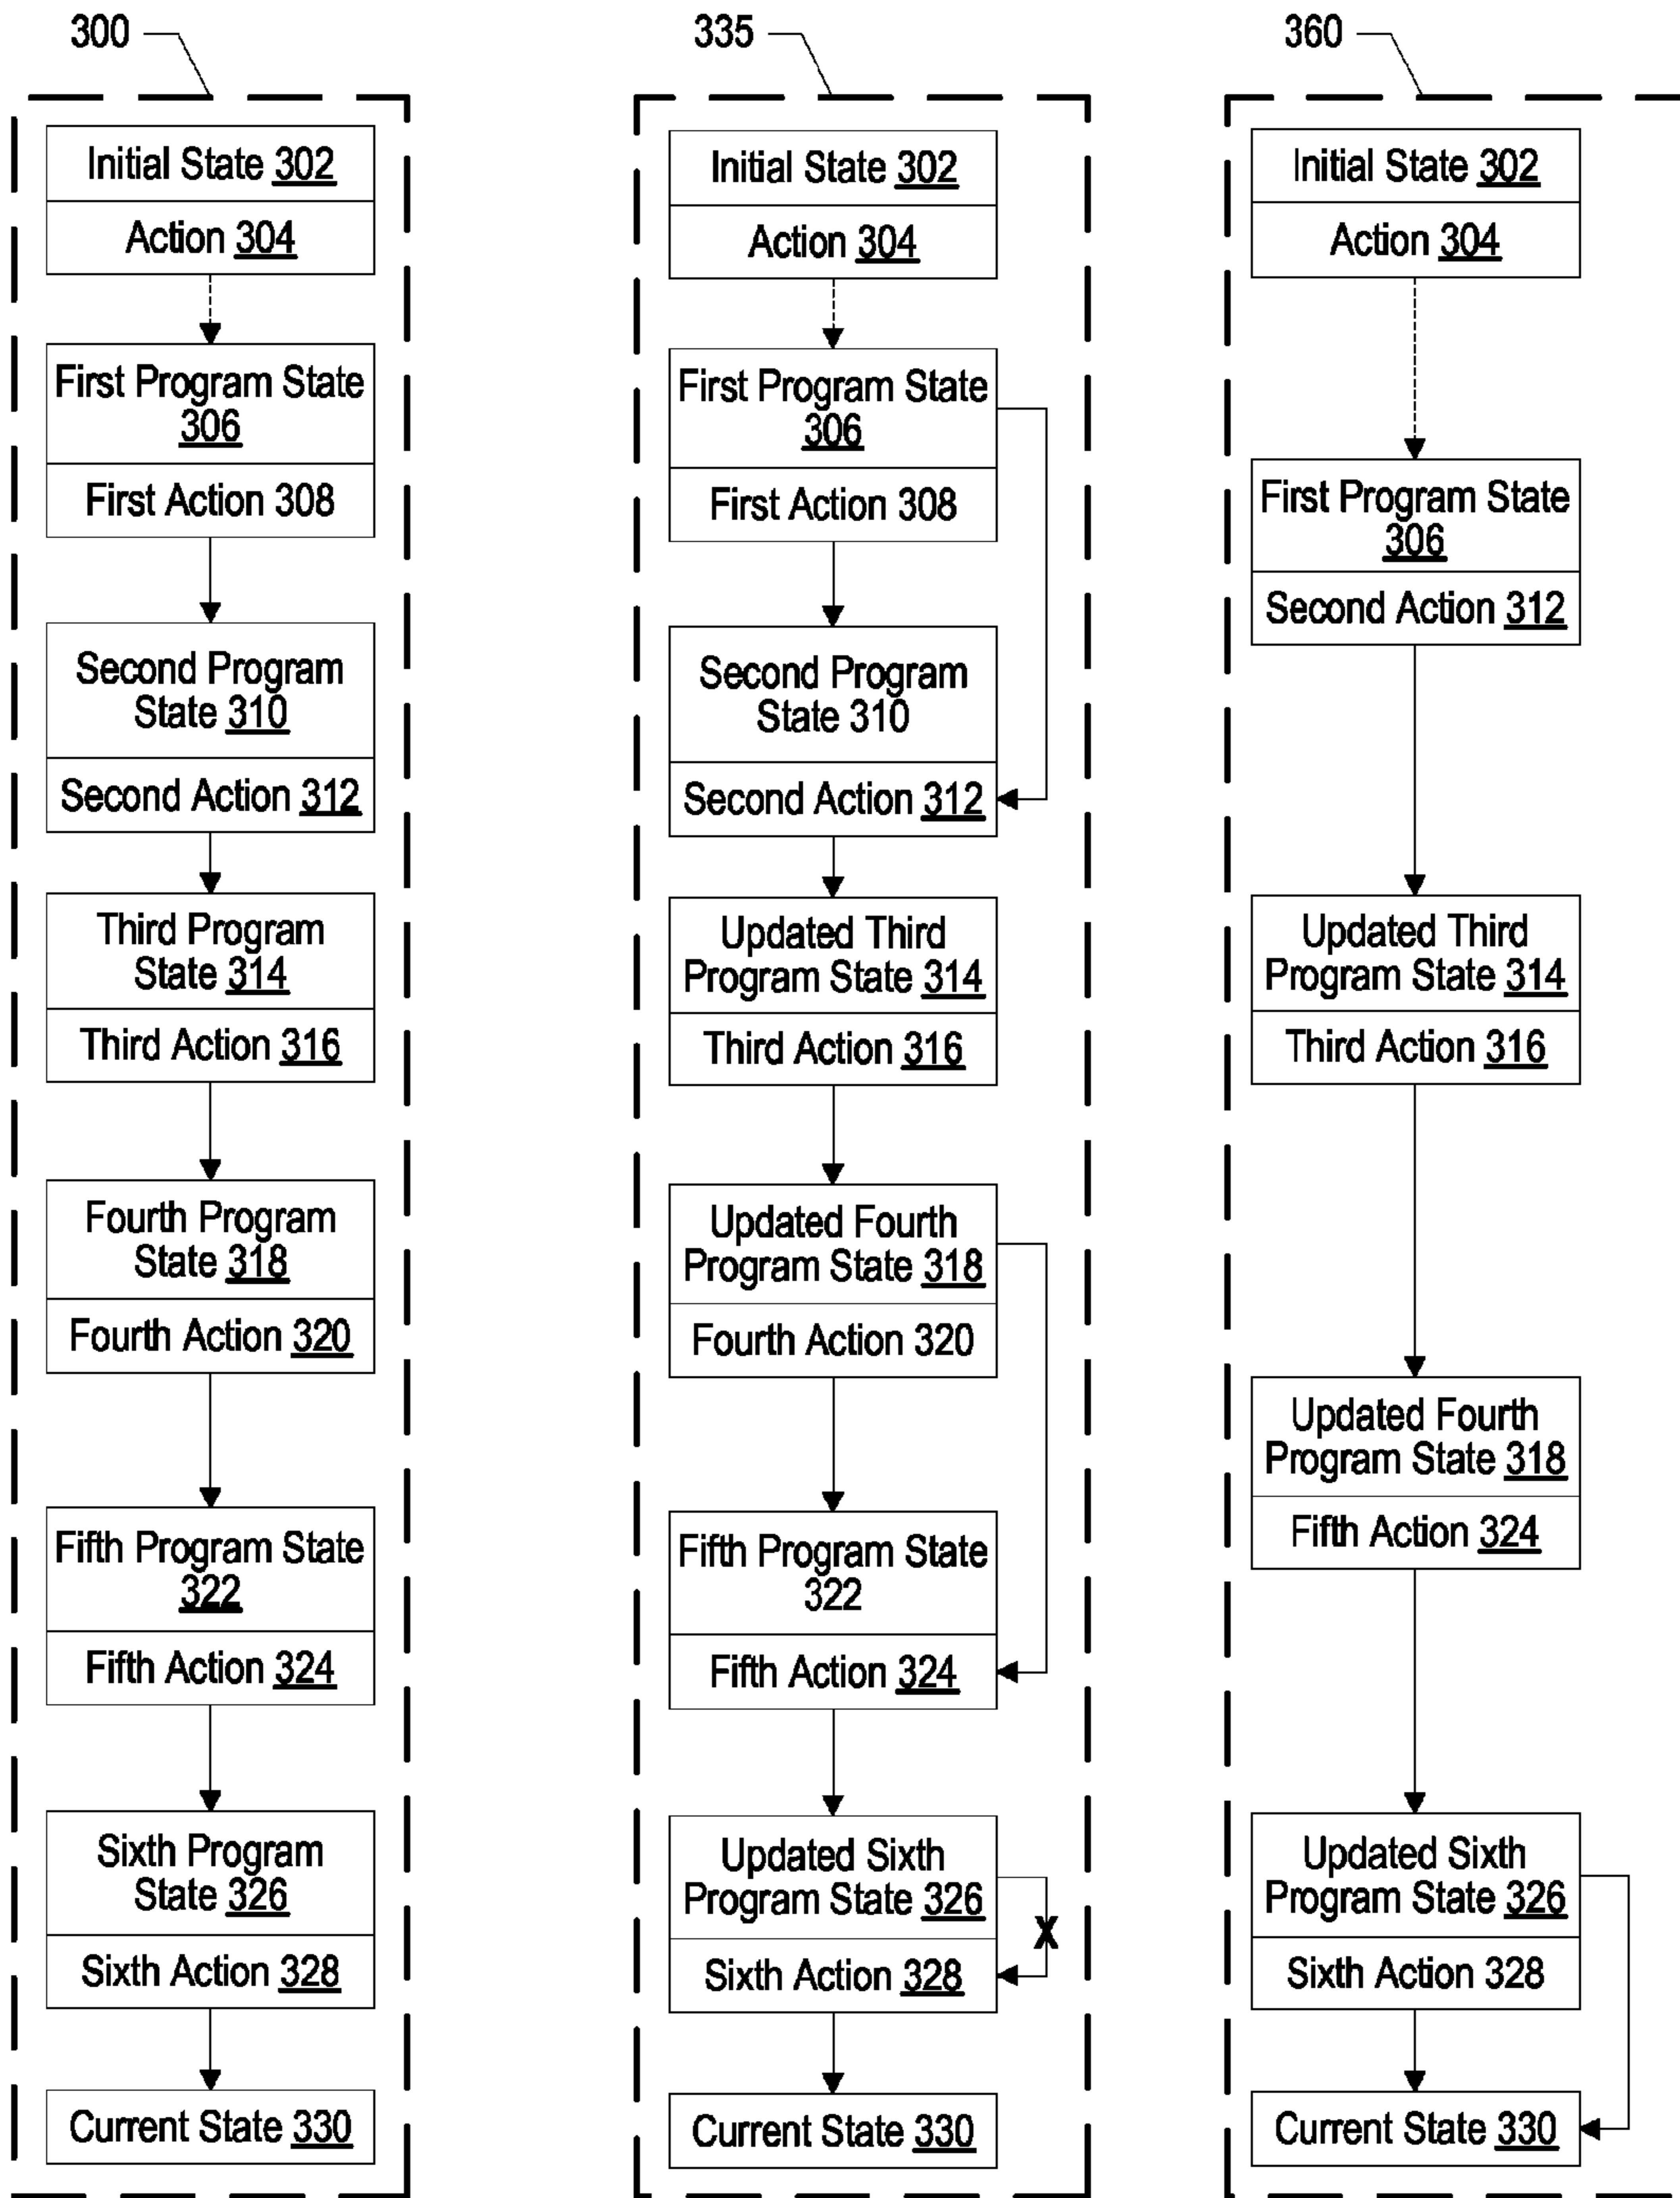 300
Initial State 302
Action 304
First Program State
306
First Action 308
Second Program
State 310
Second Action 312
Third Program
State 314
Third Action 316
Fourth Program
State 318
Fourth Action 320
Fifth Program State
322
Fifth Action 324
Sixth Program
State 326
Sixth Action 328
Current State 330
335
Initial State 302
Action 304
First Program State
306
First Action 308
Second Program
State 310
Second Action 312
Updated Third
Program State 314
Third Action 316
Updated Fourth
Program State 318
Fourth Action 320
Fifth Program State
322
Fifth Action 324
Updated Sixth
Program State 326
X
Sixth Action 328
Current State 330
360
Initial State 302
Action 304
First Program State
306
Second Action 312
Updated Third
Program State 314
Third Action 316
Updated Fourth
Program State 318
Fifth Action 324
Updated Sixth
Program State 326
Sixth Action 328
Current State 330